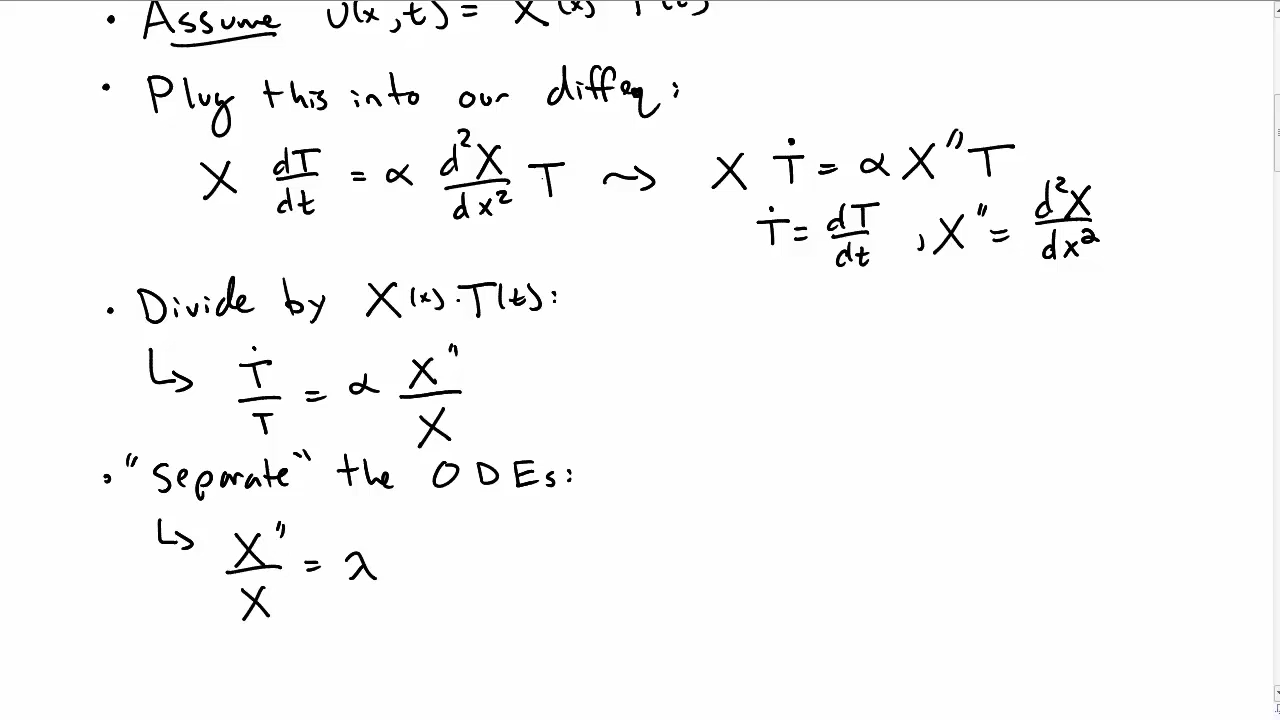 • Assume U(x,t) = X(x) T(t)
• Plug this into our diffeq:
X dT/dt = α d²X/dx² T ⇝ X Ṫ = α X″T
Ṫ = dT/dt , X″ = d²X/dx²
• Divide by X(x)·T(t):
↳ Ṫ/T = α X″/X
• "Separate" the ODEs:
↳ X″/X = λ